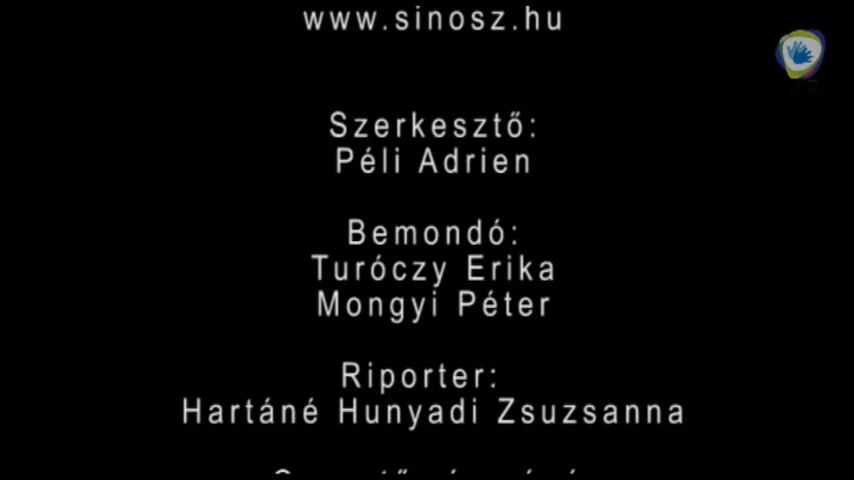 www.sinosz.hu
Szerkesztő:
Péli Adrien
Bemondó:
Turóczy Erika
Mongyi Péter
Riporter:
Hartáné Hunyadi Zsuzsanna